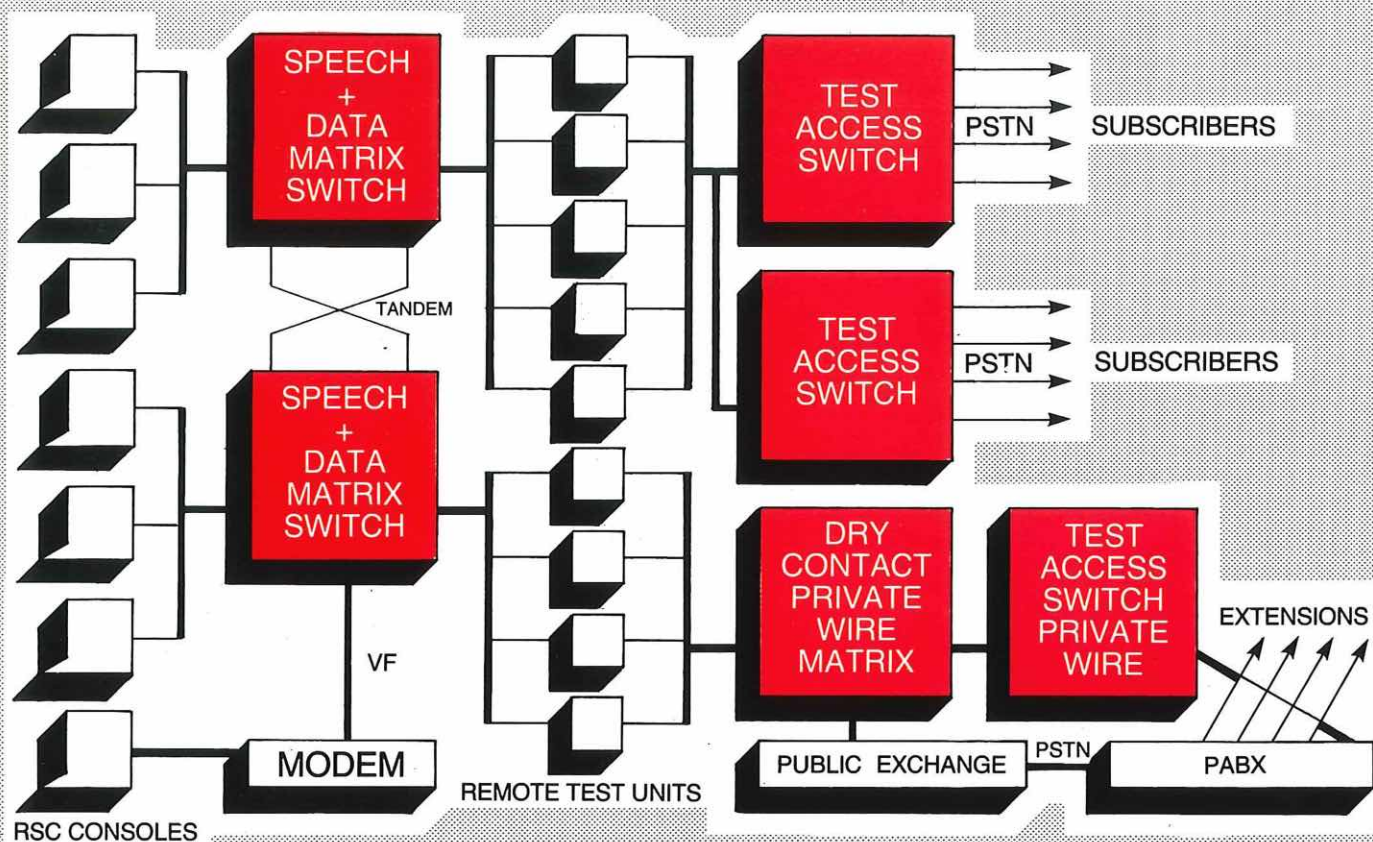 SPEECH
+
DATA
MATRIX
SWITCH
TANDEM
SPEECH
+
DATA
MATRIX
SWITCH
VF
MODEM
RSC CONSOLES
REMOTE TEST UNITS
TEST
ACCESS
SWITCH
PSTN
SUBSCRIBERS
TEST
ACCESS
SWITCH
PSTN
SUBSCRIBERS
DRY
CONTACT
PRIVATE
WIRE
MATRIX
TEST
ACCESS
SWITCH
PRIVATE
WIRE
EXTENSIONS
PUBLIC EXCHANGE
PSTN
PABX